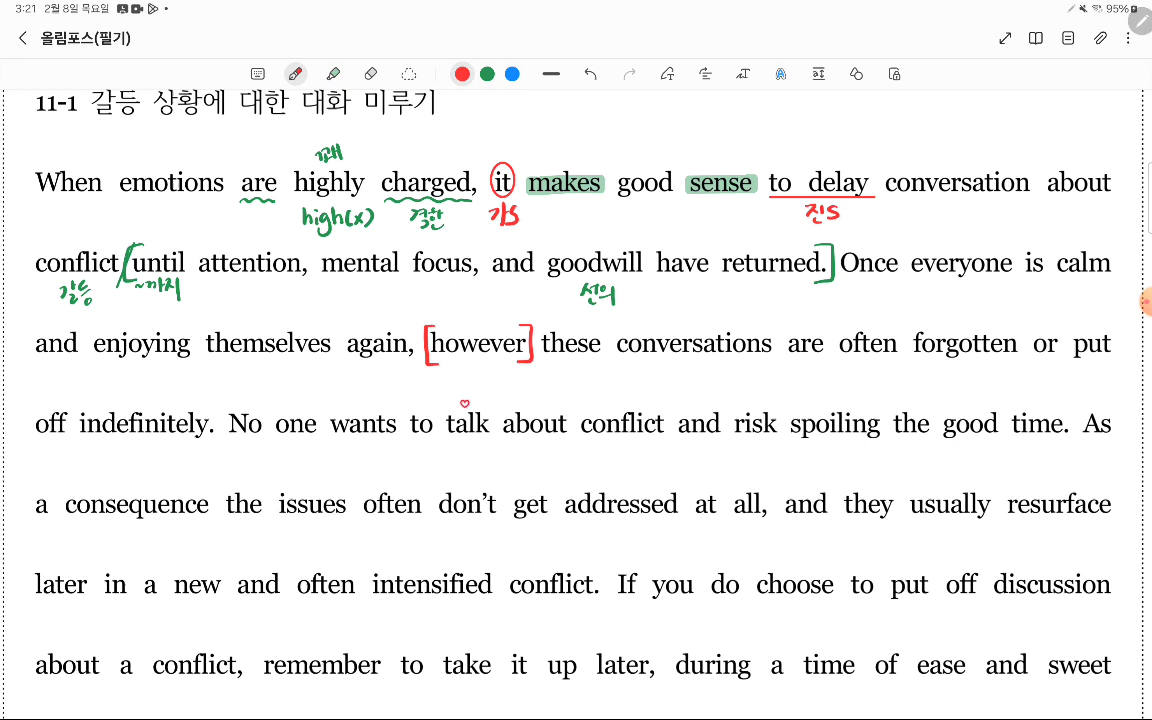 3:21 2월 8일 목요일
95%
올림포스(필기)
11-1 갈등 상황에 대한 대화 미루기
꽤
When emotions are highly charged, it makes good sense to delay conversation about
high(x) 격한 가S 진S
conflict until attention, mental focus, and goodwill have returned. Once everyone is calm
갈등 ~까지 선의
and enjoying themselves again, [however] these conversations are often forgotten or put
off indefinitely. No one wants to talk about conflict and risk spoiling the good time. As
a consequence the issues often don’t get addressed at all, and they usually resurface
later in a new and often intensified conflict. If you do choose to put off discussion
about a conflict, remember to take it up later, during a time of ease and sweet